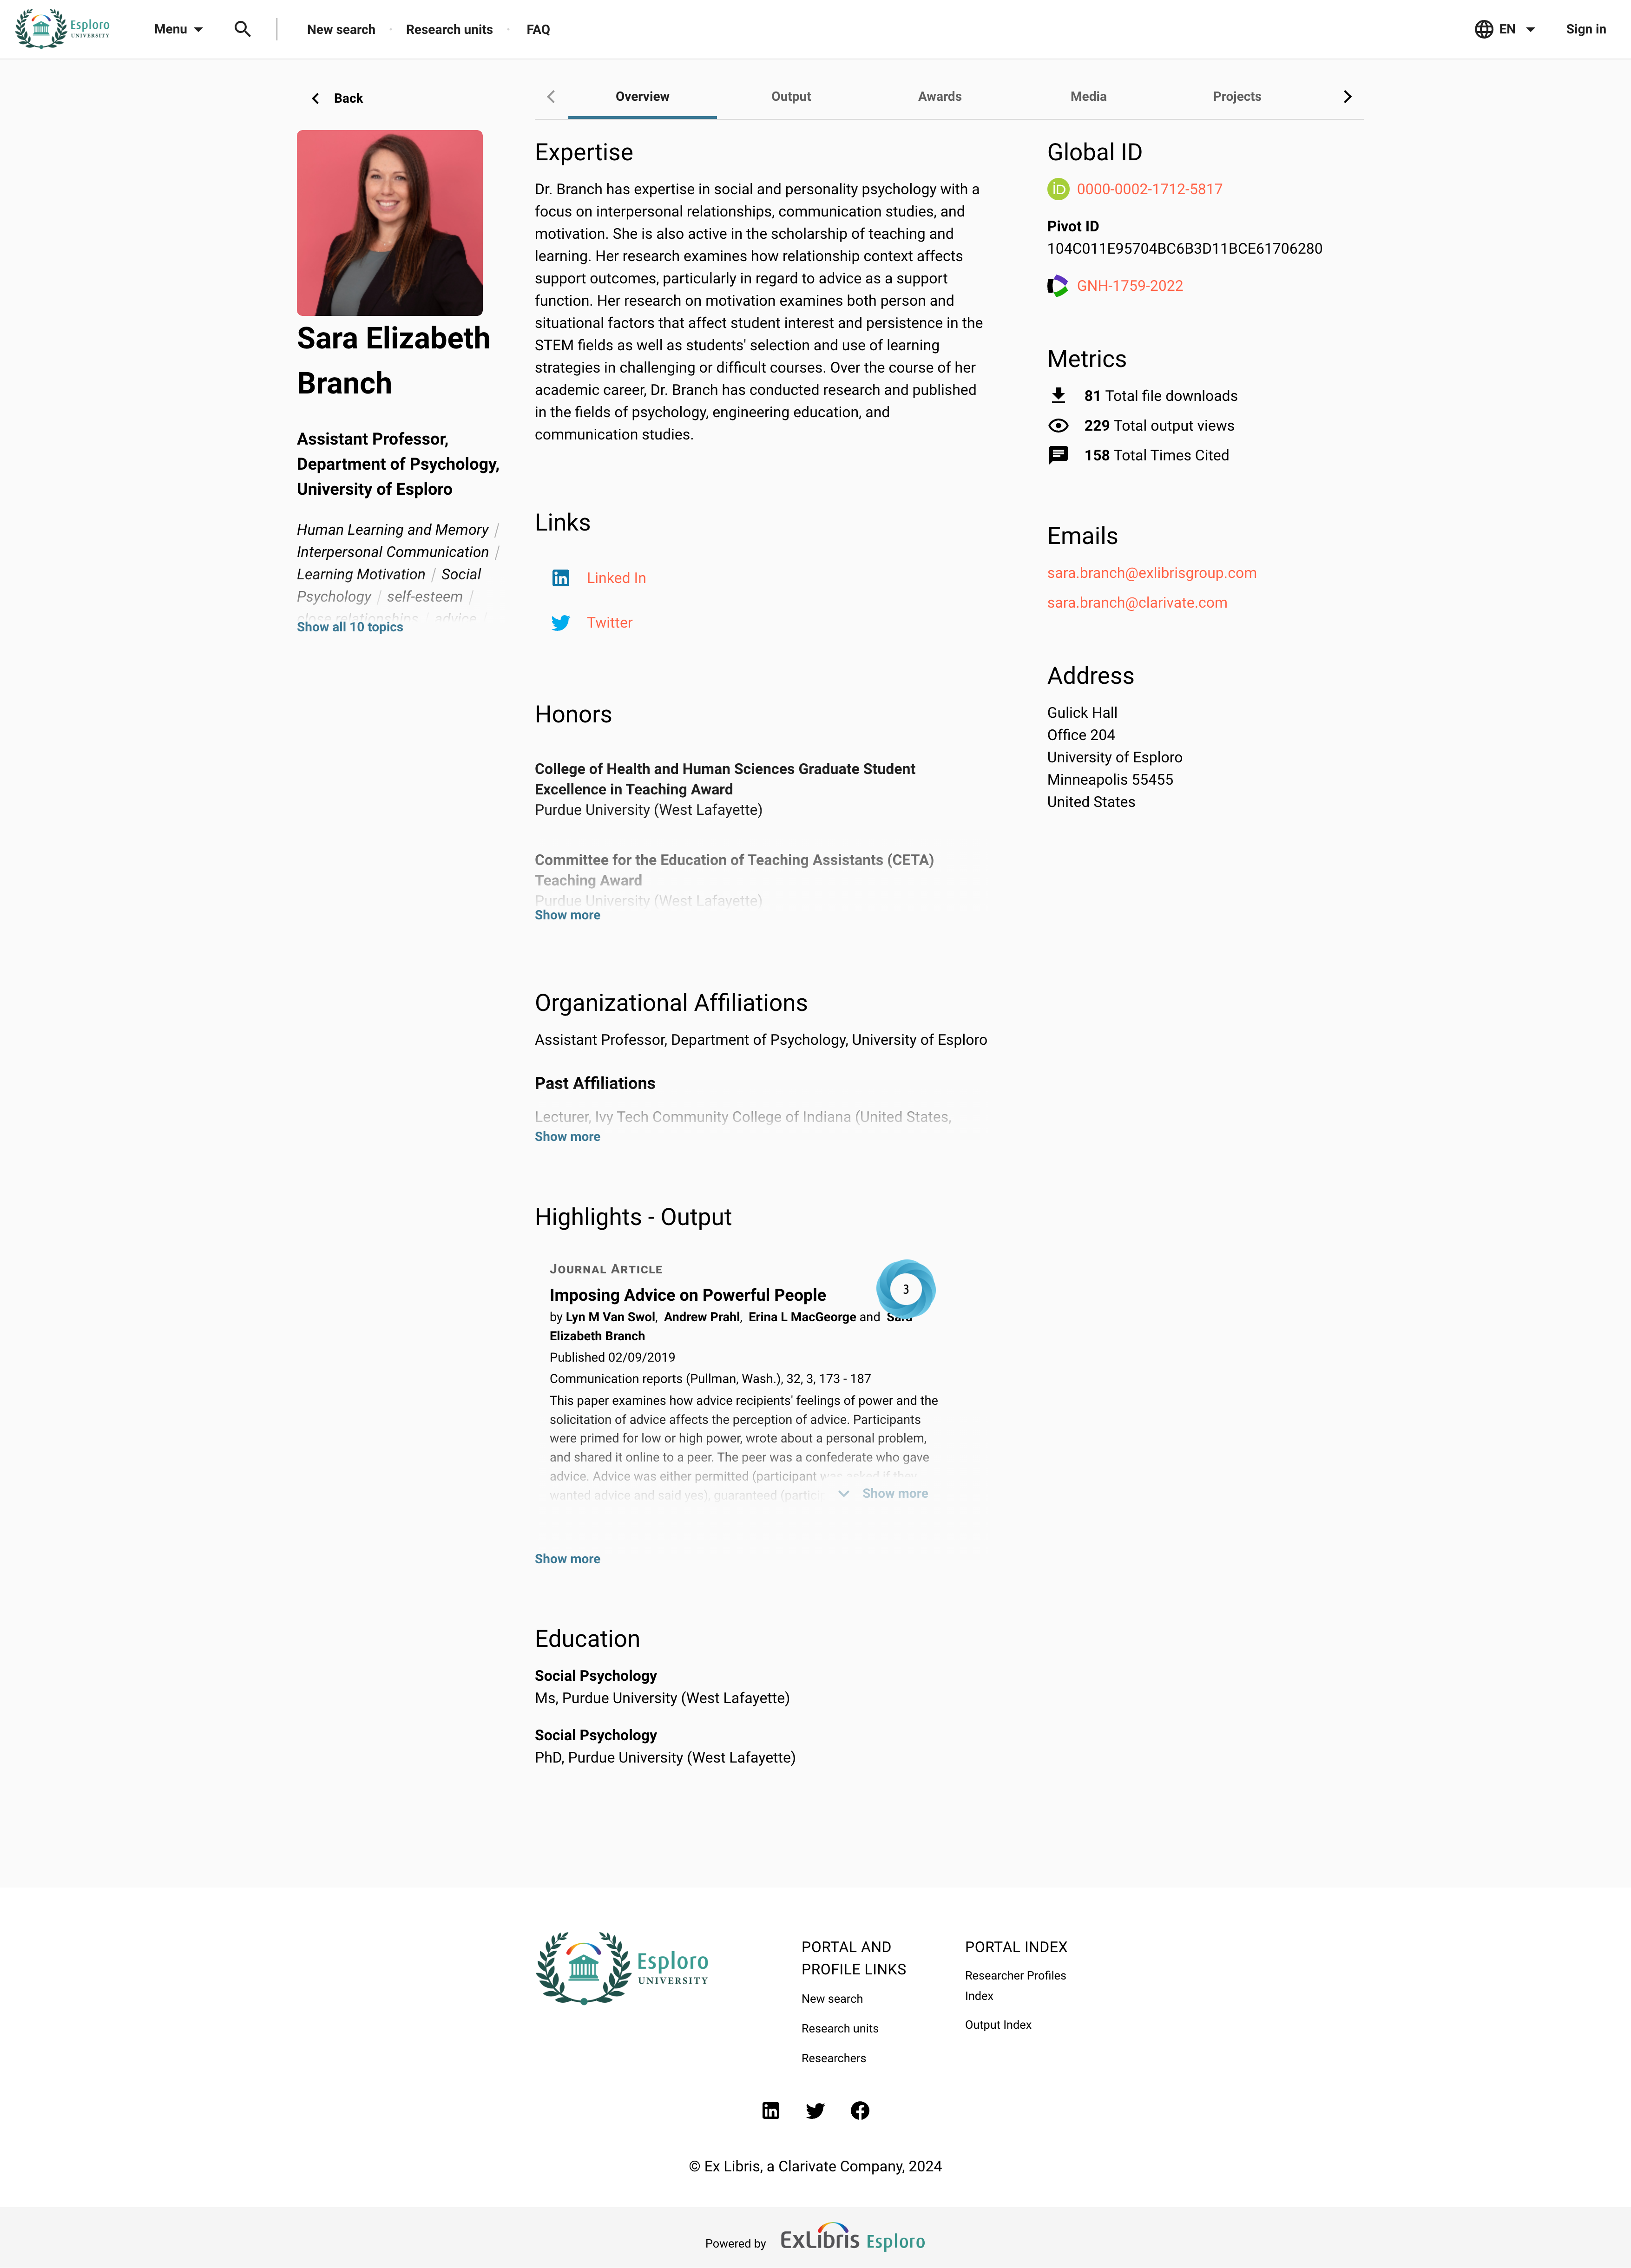 Esploro
UNIVERSITY
Menu
New search · Research units · FAQ
EN
Sign in
Back
Overview
Output
Awards
Media
Projects
Sara Elizabeth
Branch
Assistant Professor,
Department of Psychology,
University of Esploro
Human Learning and Memory /
Interpersonal Communication /
Learning Motivation / Social
Psychology / self-esteem /
close relationships / advice /
Show all 10 topics
Expertise
Dr. Branch has expertise in social and personality psychology with a
focus on interpersonal relationships, communication studies, and
motivation. She is also active in the scholarship of teaching and
learning. Her research examines how relationship context affects
support outcomes, particularly in regard to advice as a support
function. Her research on motivation examines both person and
situational factors that affect student interest and persistence in the
STEM fields as well as students' selection and use of learning
strategies in challenging or difficult courses. Over the course of her
academic career, Dr. Branch has conducted research and published
in the fields of psychology, engineering education, and
communication studies.
Links
Linked In
Twitter
Honors
College of Health and Human Sciences Graduate Student
Excellence in Teaching Award
Purdue University (West Lafayette)
Committee for the Education of Teaching Assistants (CETA)
Teaching Award
Purdue University (West Lafayette)
Show more
Organizational Affiliations
Assistant Professor, Department of Psychology, University of Esploro
Past Affiliations
Lecturer, Ivy Tech Community College of Indiana (United States,
Show more
Highlights - Output
JOURNAL ARTICLE
3
Imposing Advice on Powerful People
by Lyn M Van Swol, Andrew Prahl, Erina L MacGeorge and Sara
Elizabeth Branch
Published 02/09/2019
Communication reports (Pullman, Wash.), 32, 3, 173 - 187
This paper examines how advice recipients' feelings of power and the
solicitation of advice affects the perception of advice. Participants
were primed for low or high power, wrote about a personal problem,
and shared it online to a peer. The peer was a confederate who gave
advice. Advice was either permitted (participant was asked if they
wanted advice and said yes), guaranteed
Show more
Show more
Education
Social Psychology
Ms, Purdue University (West Lafayette)
Social Psychology
PhD, Purdue University (West Lafayette)
Global ID
iD 0000-0002-1712-5817
Pivot ID
104C011E95704BC6B3D11BCE61706280
GNH-1759-2022
Metrics
81 Total file downloads
229 Total output views
158 Total Times Cited
Emails
sara.branch@exlibrisgroup.com
sara.branch@clarivate.com
Address
Gulick Hall
Office 204
University of Esploro
Minneapolis 55455
United States
Esploro
UNIVERSITY
PORTAL AND
PROFILE LINKS
New search
Research units
Researchers
PORTAL INDEX
Researcher Profiles
Index
Output Index
© Ex Libris, a Clarivate Company, 2024
Powered by ExLibris Esploro